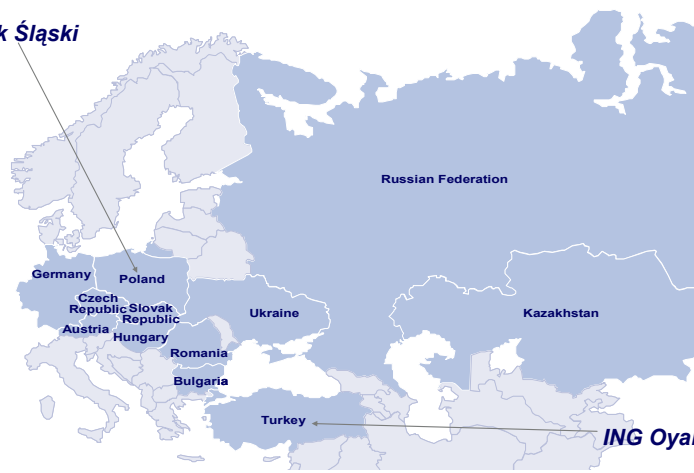 k Śląski
Russian Federation
Germany
Poland
Czech
Republic
Slovak
Republic
Ukraine
Kazakhstan
Austria
Hungary
Romania
Bulgaria
Turkey
ING Oya